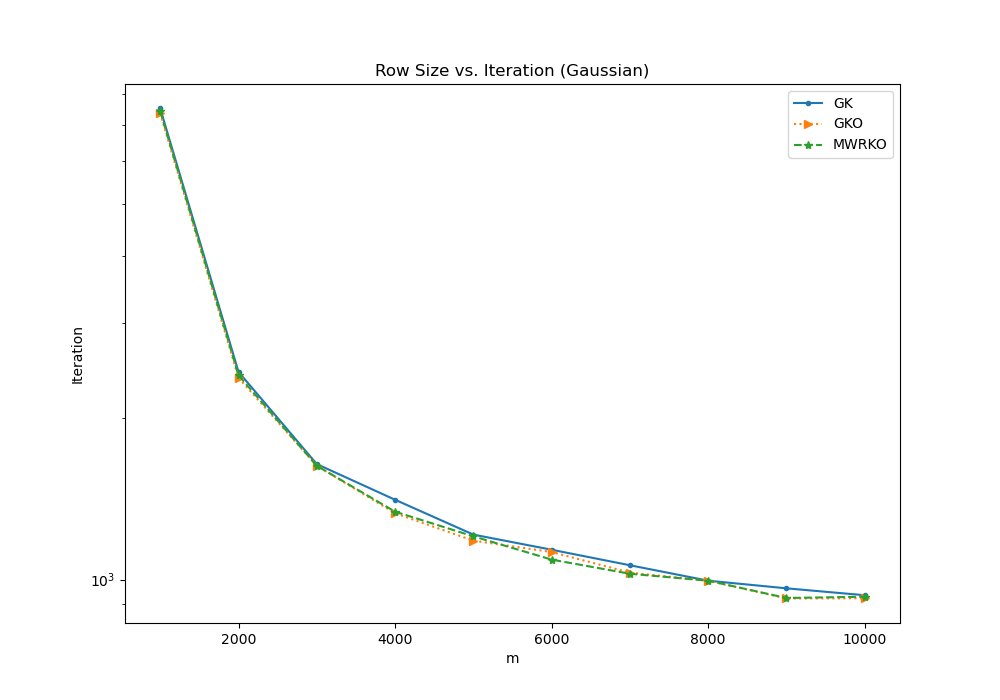 Row Size vs. Iteration (Gaussian)
GK
GKO
MWRKO
Iteration
10³
2000
4000
6000
8000
10000
m